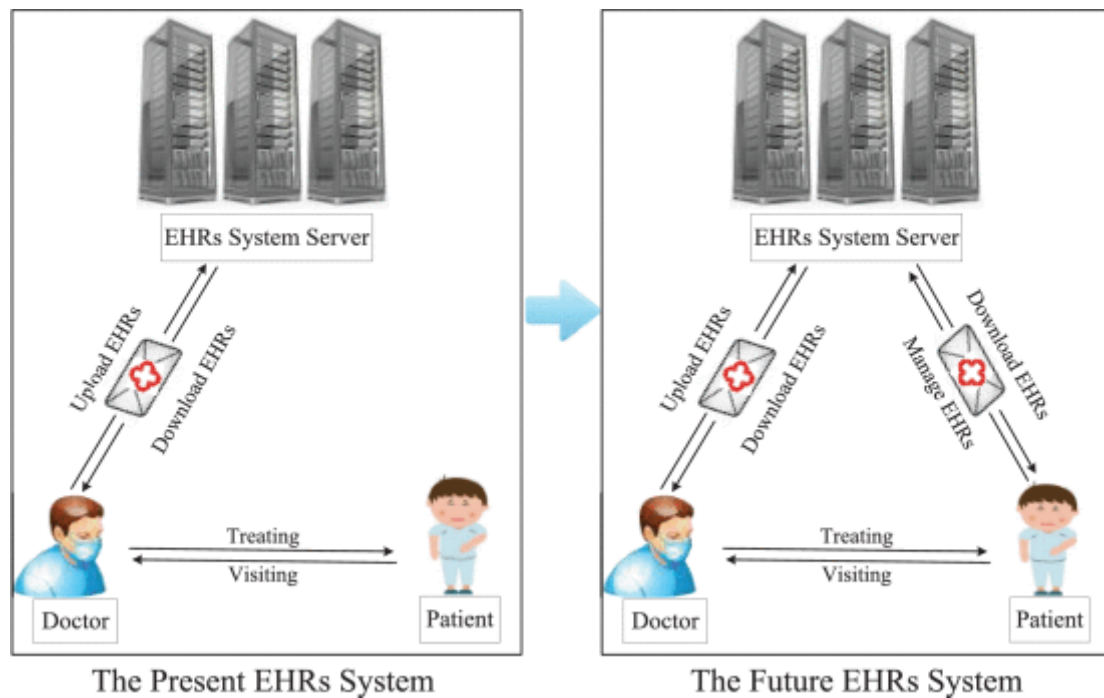 EHRs System Server
Upload EHRs
Download EHRs
Treating
Visiting
Doctor
Patient
The Present EHRs System
EHRs System Server
Upload EHRs
Download EHRs
Download EHRs
Manage EHRs
Treating
Visiting
Doctor
Patient
The Future EHRs System